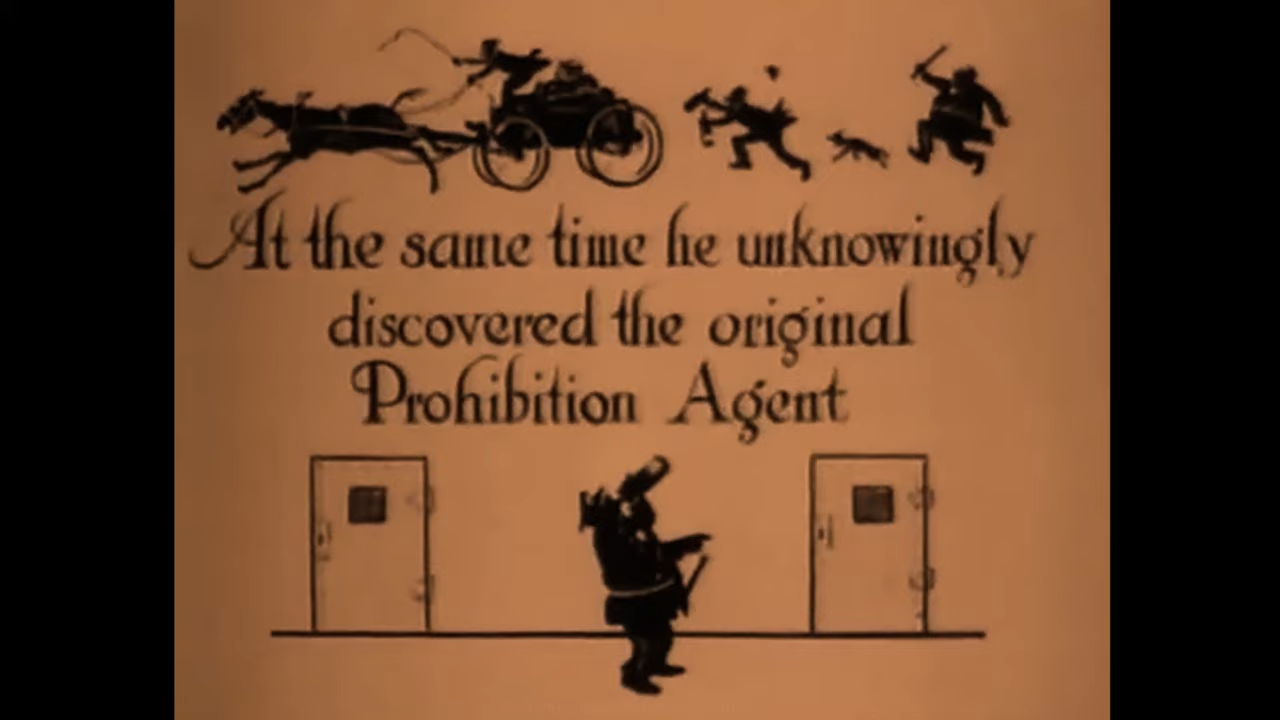 At the same time he unknowingly
discovered the original
Prohibition Agent